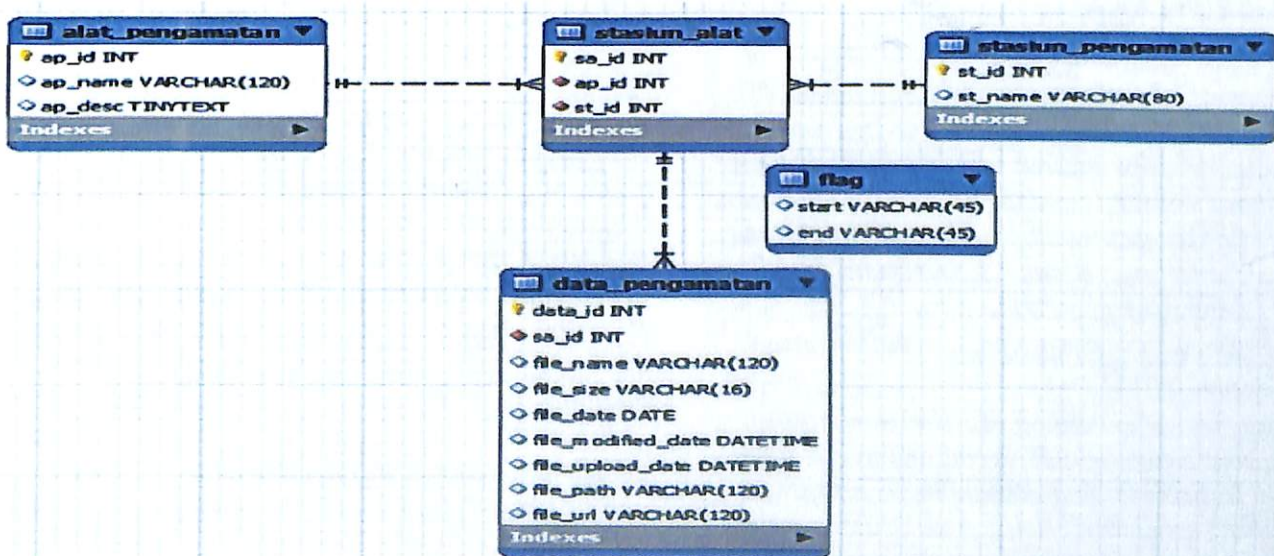 alat_pengamatan
ap_id INT
ap_name VARCHAR(120)
ap_desc TINYTEXT
Indexes
stasiun_alat
sa_id INT
ap_id INT
st_id INT
Indexes
stasiun_pengamatan
st_id INT
st_name VARCHAR(80)
Indexes
flag
start VARCHAR(45)
end VARCHAR(45)
data_pengamatan
data_id INT
sa_id INT
file_name VARCHAR(120)
file_size VARCHAR(16)
file_date DATE
file_modified_date DATETIME
file_upload_date DATETIME
file_path VARCHAR(120)
file_url VARCHAR(120)
Indexes